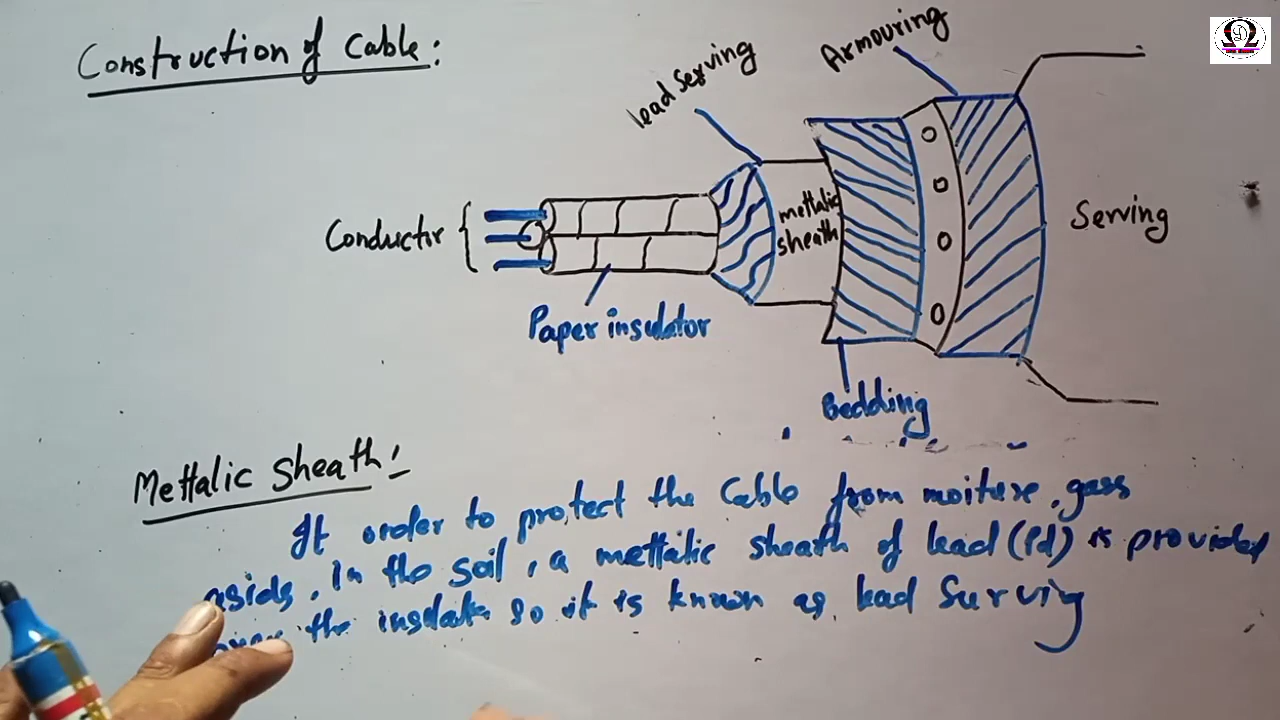 Construction of Cable:
lead serving
Armouring
Conductor
mettalic
sheath
Serving
Paper insulator
Bedding
Mettalic Sheath:
It order to protect the Cable from moiture, gass
asids, In the soil, a mettalic sheath of lead (Pd) is provided
the so it is known as lead Surving